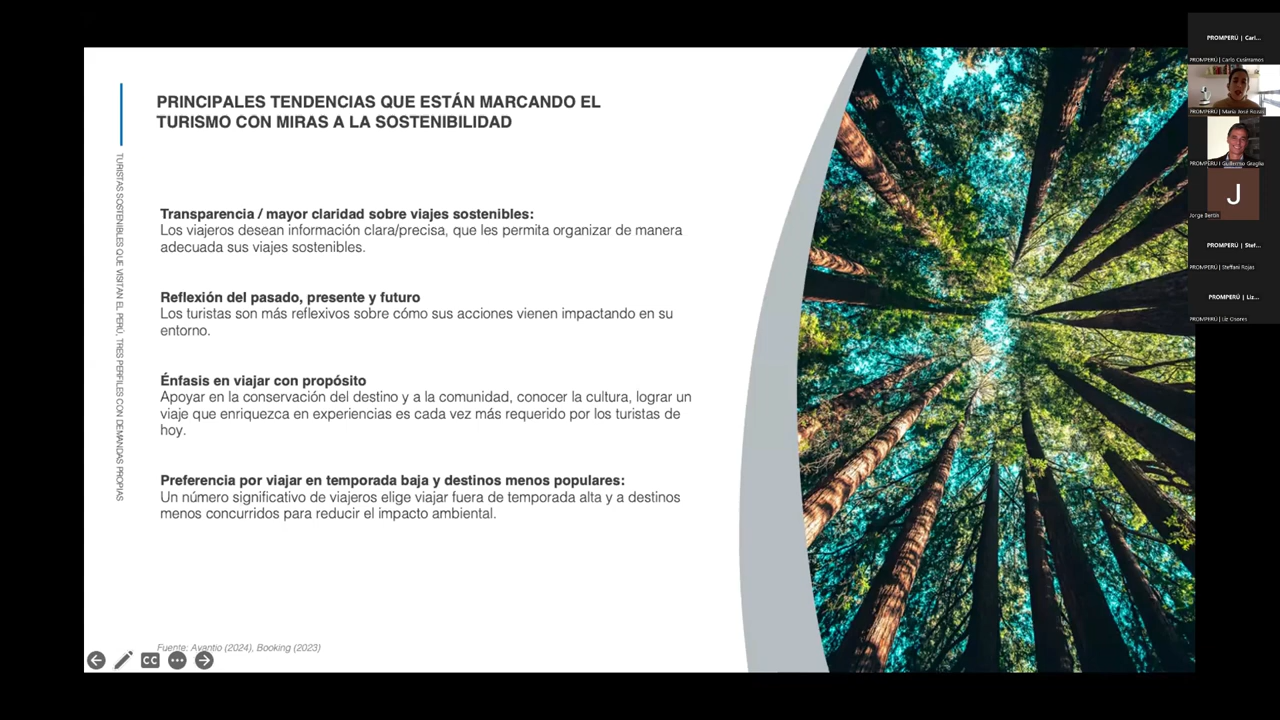 PRINCIPALES TENDENCIAS QUE ESTÁN MARCANDO EL
TURISMO CON MIRAS A LA SOSTENIBILIDAD
TURISTAS SOSTENIBLES QUE VISITAN EL PERÚ, TRES PERFILES CON DEMANDAS PROPIAS
Transparencia / mayor claridad sobre viajes sostenibles:
Los viajeros desean información clara/precisa, que les permita organizar de manera
adecuada sus viajes sostenibles.
Reflexión del pasado, presente y futuro
Los turistas son más reflexivos sobre cómo sus acciones vienen impactando en su
entorno.
Énfasis en viajar con propósito
Apoyar en la conservación del destino y a la comunidad, conocer la cultura, lograr un
viaje que enriquezca en experiencias es cada vez más requerido por los turistas de
hoy.
Preferencia por viajar en temporada baja y destinos menos populares:
Un número significativo de viajeros elige viajar fuera de temporada alta y a destinos
menos concurridos para reducir el impacto ambiental.
Fuente: Avantio (2024), Booking (2023)
CC
PROMPERÚ | Carl...
PROMPERÚ | Carlo
PROMPERÚ | María
PROMPERÚ | Guillermo
J
Jorge
PROMPERÚ | Stef...
PROMPERÚ | Steffani Rojas
PROMPERÚ | Liz...
PROMPERÚ | Liz Osores